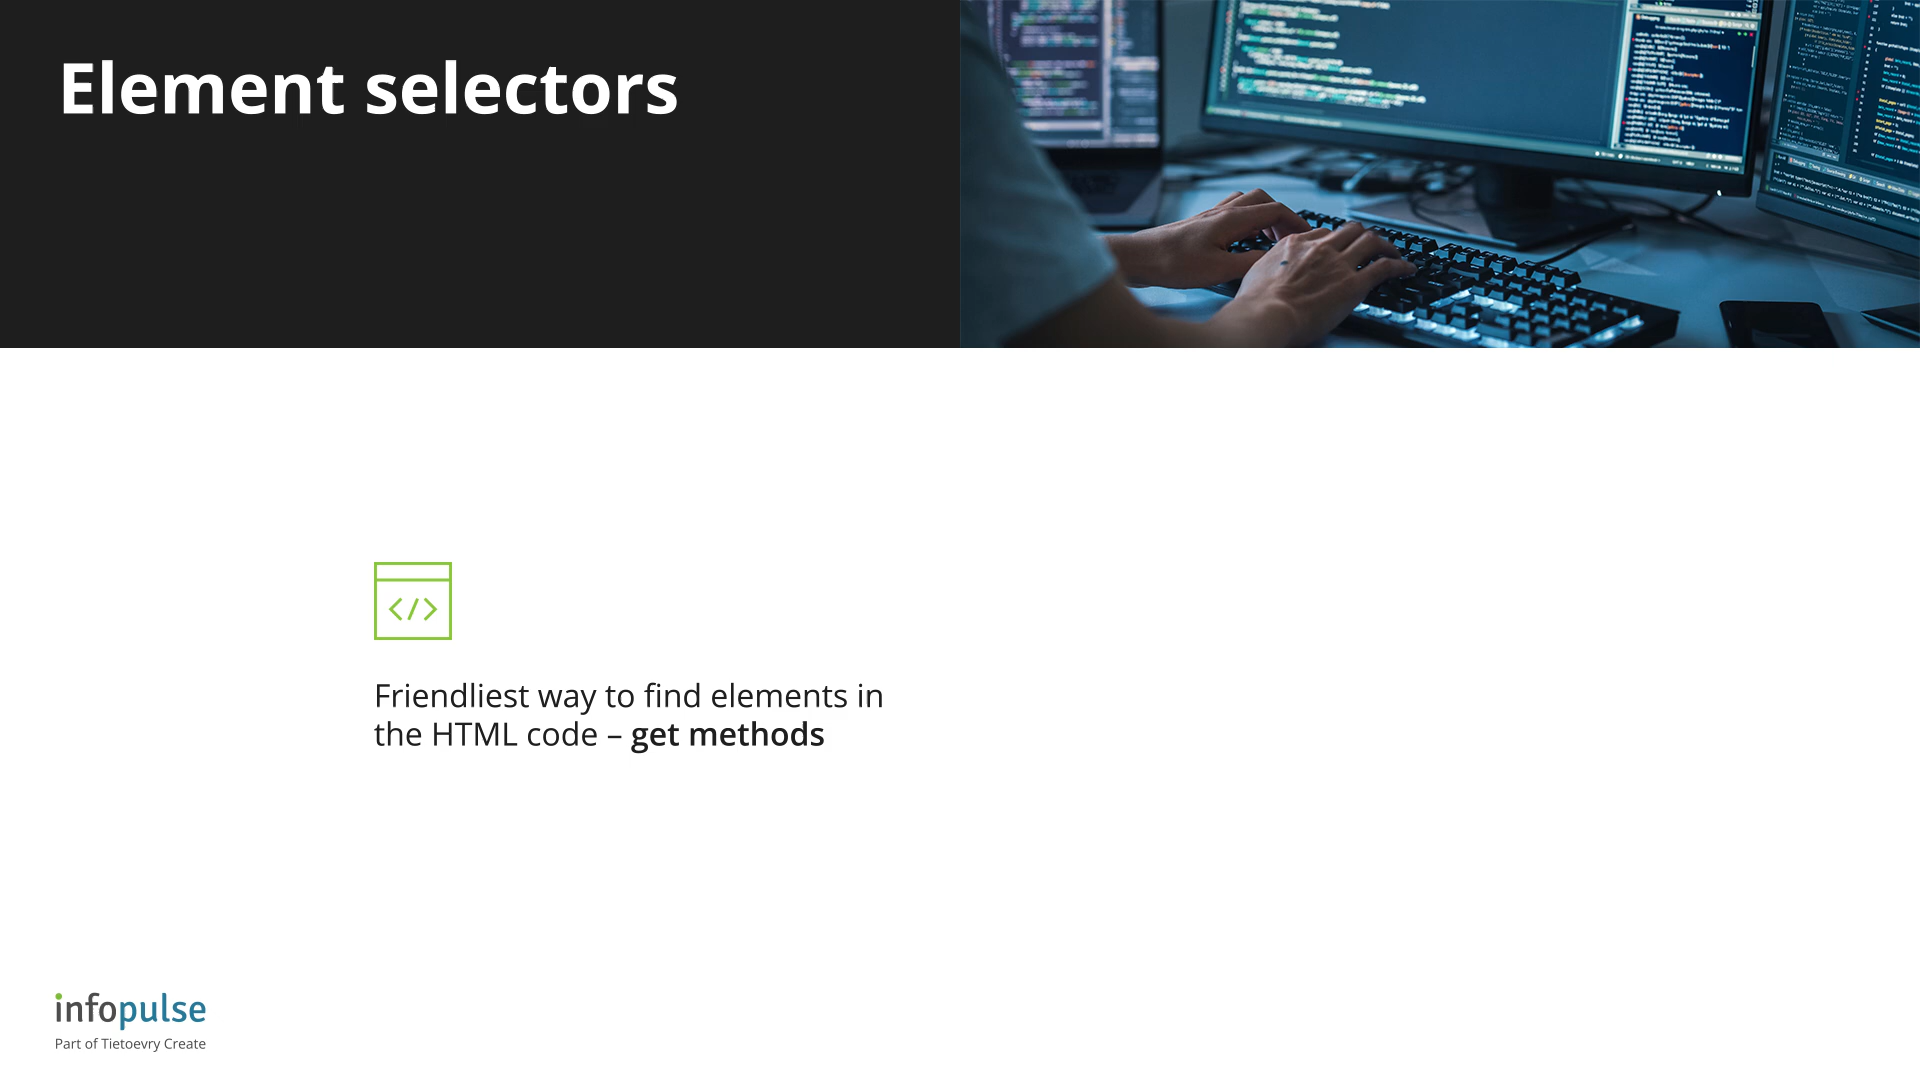 Element selectors
</>
Friendliest way to find elements in
the HTML code – get methods
infopulse
Part of Tietoevry Create